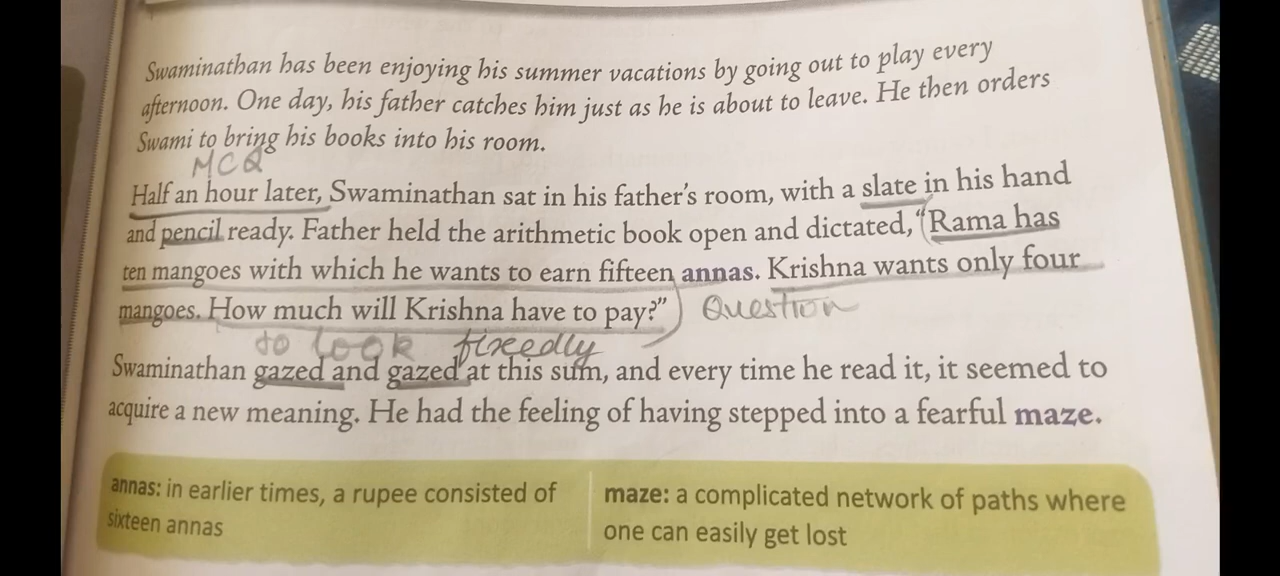 Swaminathan has been enjoying his summer vacations by going out to play every
afternoon. One day, his father catches him just as he is about to leave. He then orders
Swami to bring his books into his room.
MCQ
Half an hour later, Swaminathan sat in his father's room, with a slate in his hand
and pencil ready. Father held the arithmetic book open and dictated, "Rama has
ten mangoes with which he wants to earn fifteen annas. Krishna wants only four
mangoes. How much will Krishna have to pay?" Question
to look fixedly
Swaminathan gazed and gazed at this sum, and every time he read it, it seemed to
acquire a new meaning. He had the feeling of having stepped into a fearful maze.
annas: in earlier times, a rupee consisted of
sixteen annas
maze: a complicated network of paths where
one can easily get lost